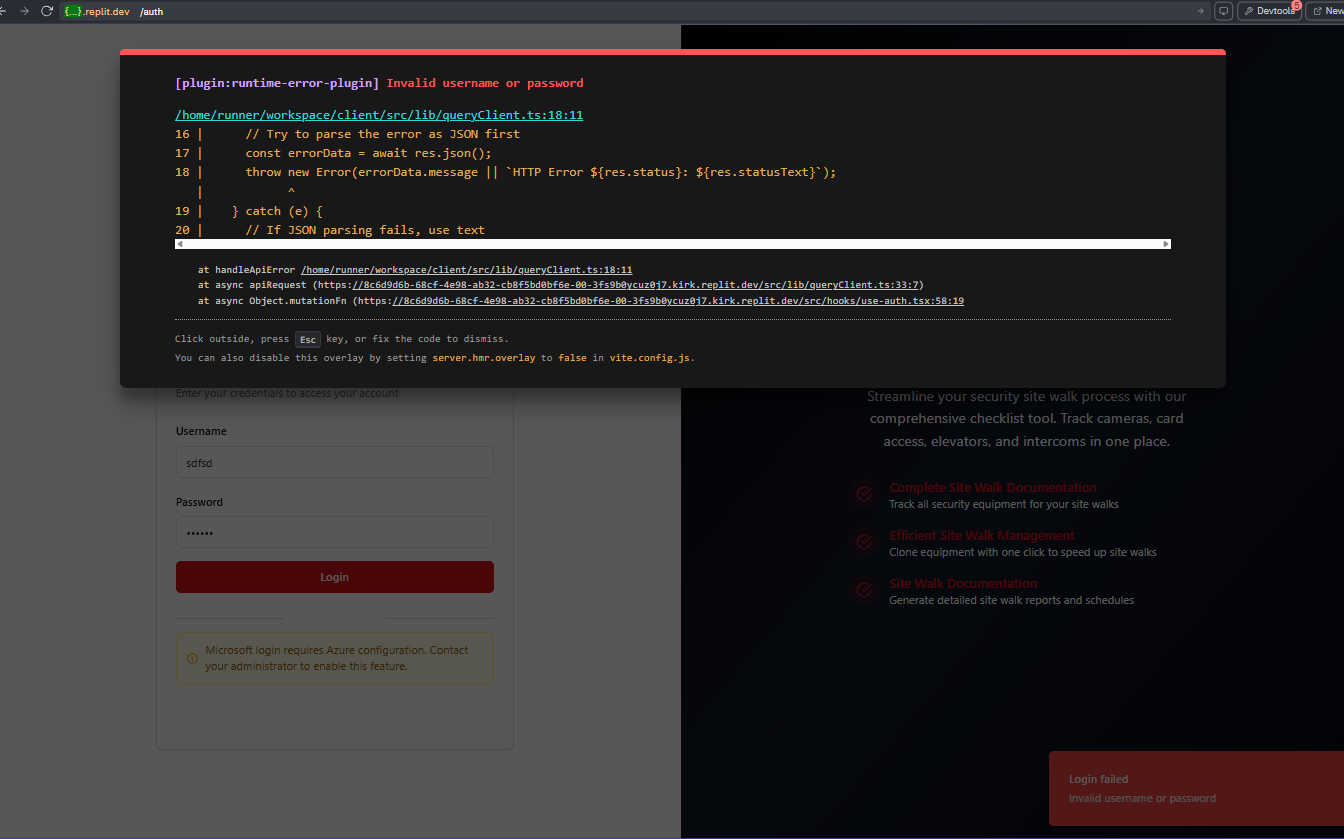 {...}.replit.dev /auth
Devtools 5
New
[plugin:runtime-error-plugin] Invalid username or password
/home/runner/workspace/client/src/lib/queryClient.ts:18:11
16 | // Try to parse the error as JSON first
17 | const errorData = await res.json();
18 | throw new Error(errorData.message || `HTTP Error ${res.status}: ${res.statusText}`);
| ^
19 | } catch (e) {
20 | // If JSON parsing fails, use text
at handleApiError /home/runner/workspace/client/src/lib/queryClient.ts:18:11
at async apiRequest (https://8c6d9d6b-68cf-4e98-ab32-cb8f5bd0bf6e-00-3fs9b0ycuz0j7.kirk.replit.dev/src/lib/queryClient.ts:33:7)
at async Object.mutationFn (https://8c6d9d6b-68cf-4e98-ab32-cb8f5bd0bf6e-00-3fs9b0ycuz0j7.kirk.replit.dev/src/hooks/use-auth.tsx:58:19
Click outside, press Esc key, or fix the code to dismiss.
You can also disable this overlay by setting server.hmr.overlay to false in vite.config.js.
Enter your credentials to access your account
Username
sdfsd
Password
••••••
Login
Microsoft login requires Azure configuration. Contact
your administrator to enable this feature.
Streamline your security site walk process with our
comprehensive checklist tool. Track cameras, card
access, elevators, and intercoms in one place.
Complete Site Walk Documentation
Track all security equipment for your site walks
Efficient Site Walk Management
Clone equipment with one click to speed up site walks
Site Walk Documentation
Generate detailed site walk reports and schedules
Login failed
Invalid username or password